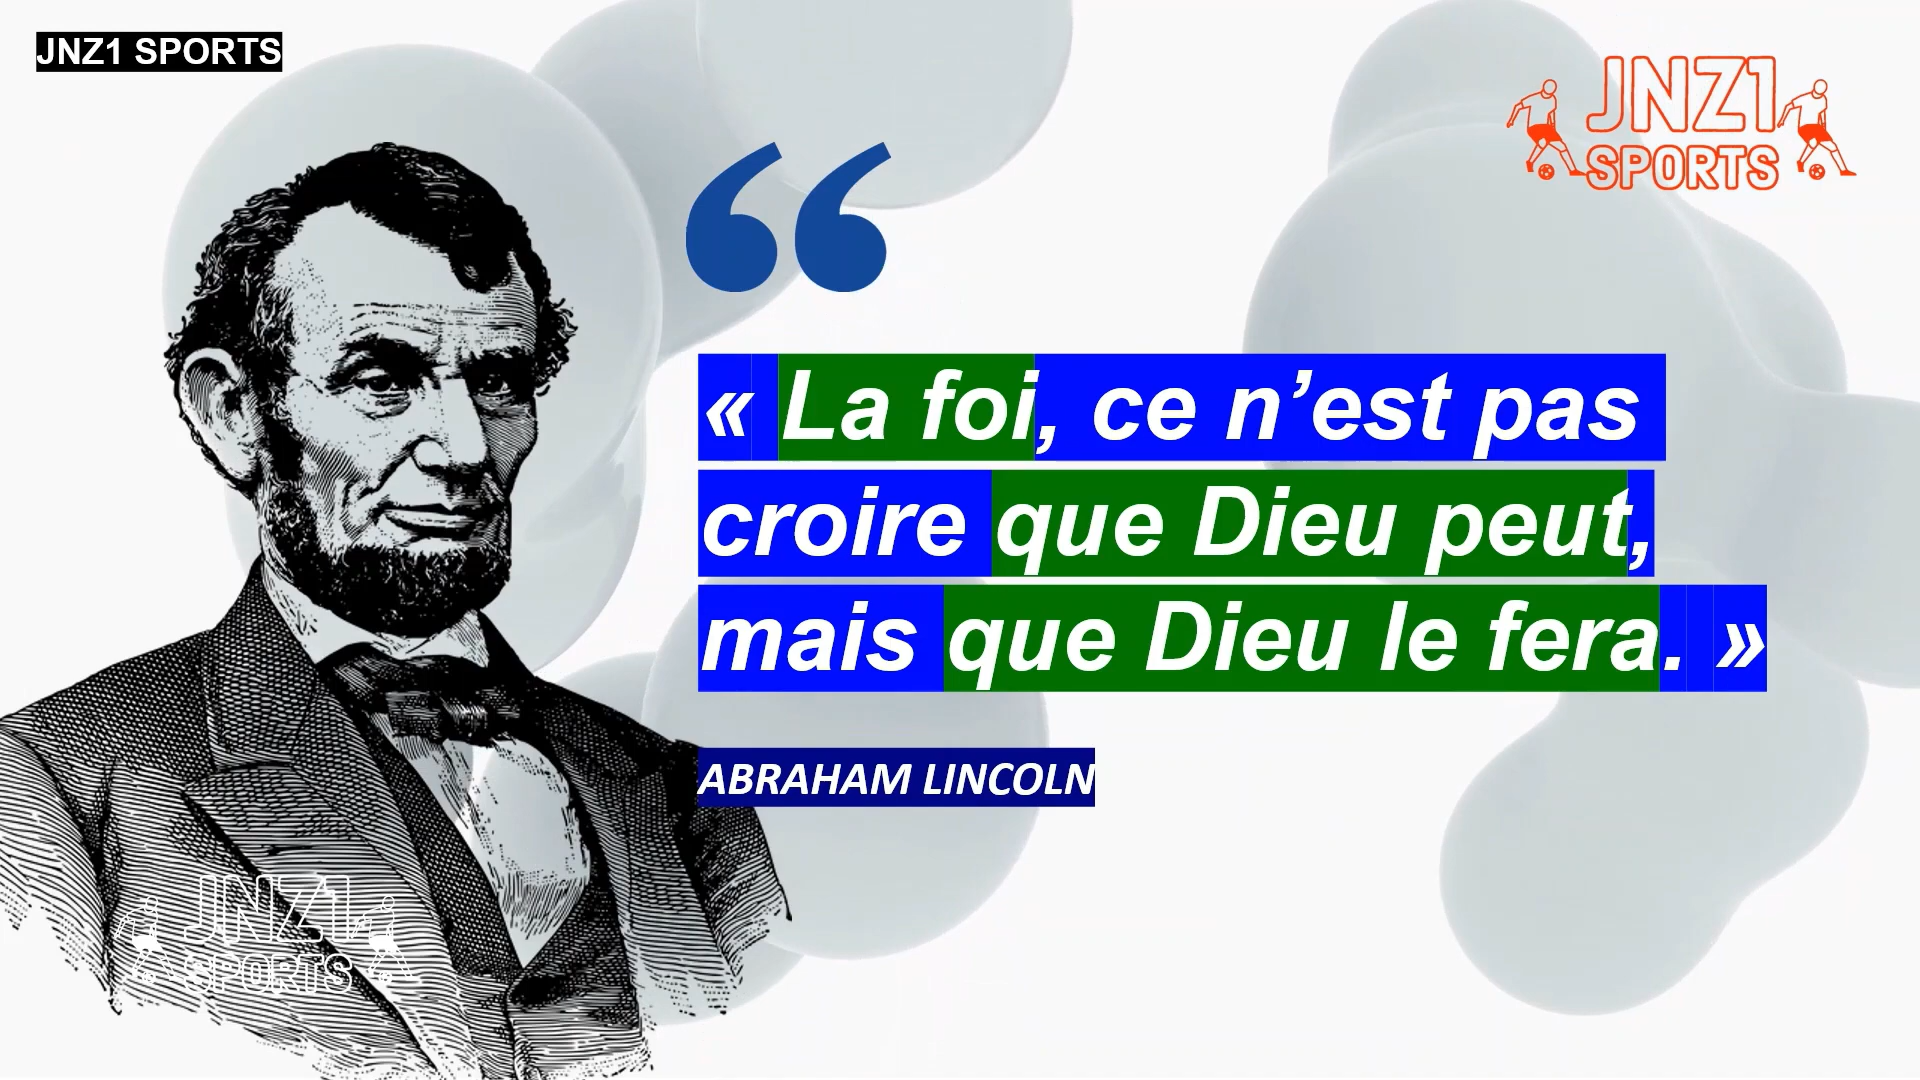 JNZ1 SPORTS
JNZ1
SPORTS
« La foi, ce n’est pas
croire que Dieu peut,
mais que Dieu le fera. »
ABRAHAM LINCOLN
JNZ1
SPORTS